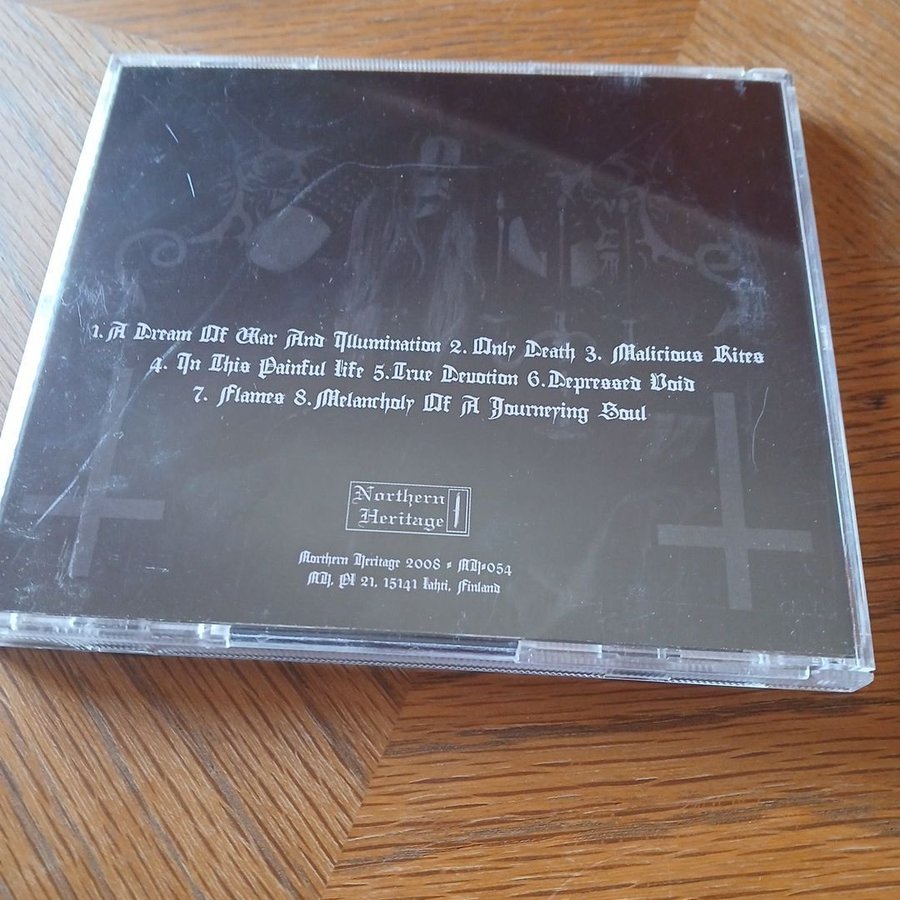 1. A Dream Of War And Illumination 2. Only Death 3. Malicious Rites
4. In This Painful Life 5. True Devotion 6. Depressed Void
7. Flames 8. Melancholy Of A Journeying Soul
Northern
Heritage
Northern Heritage 2008 - NH-054
NH, Pl 21, 15141 Lahti, Finland